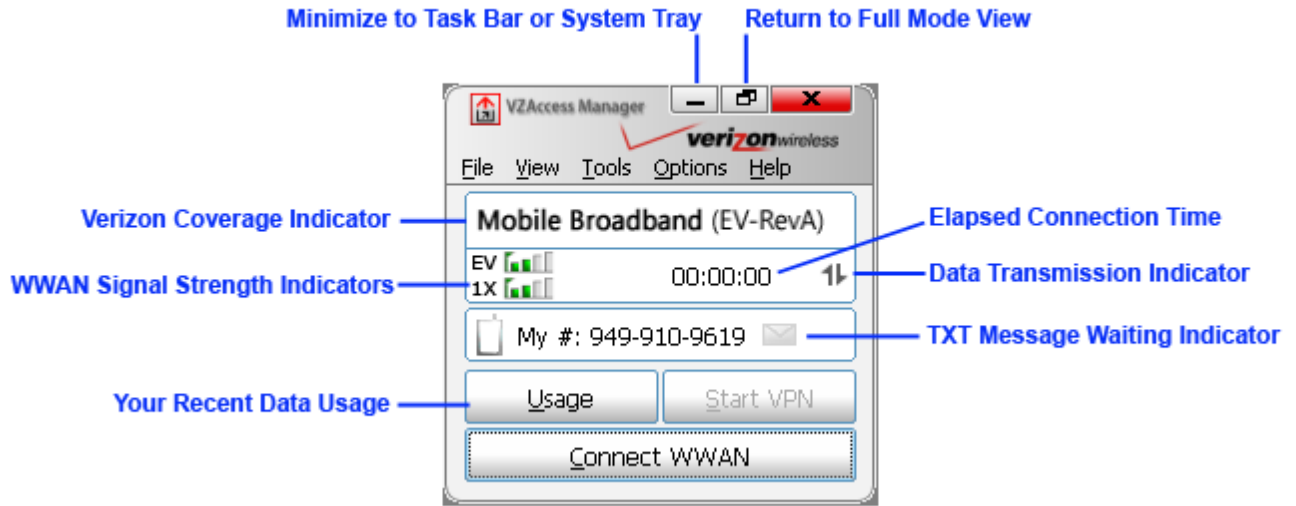 Minimize to Task Bar or System Tray
Return to Full Mode View
VZAccess Manager
verizonwireless
File View Tools Options Help
Verizon Coverage Indicator
Mobile Broadband (EV-RevA)
Elapsed Connection Time
EV
00:00:00
Data Transmission Indicator
WWAN Signal Strength Indicators
1X
My #: 949-910-9619
TXT Message Waiting Indicator
Your Recent Data Usage
Usage
Start VPN
Connect WWAN